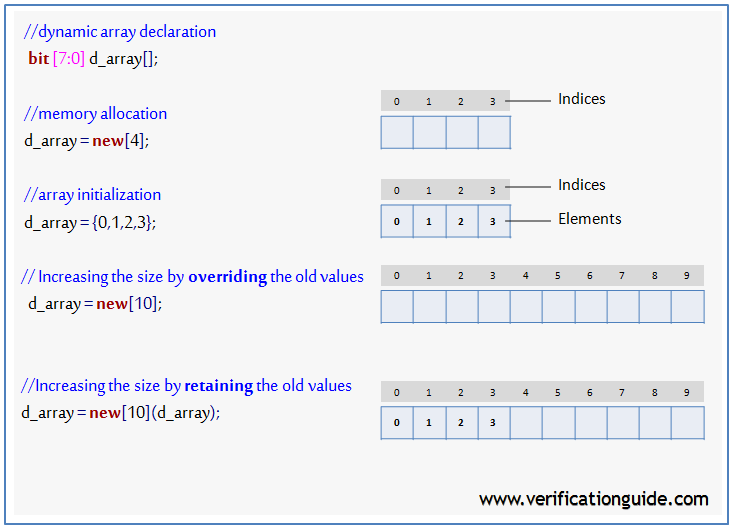 //dynamic array declaration
bit [7:0] d_array[];
//memory allocation
d_array = new[4];
0 1 2 3 Indices
//array initialization
d_array = {0,1,2,3};
0 1 2 3 Indices
0 1 2 3 Elements
// Increasing the size by overriding the old values
d_array = new[10];
0 1 2 3 4 5 6 7 8 9
//Increasing the size by retaining the old values
d_array = new[10](d_array);
0 1 2 3 4 5 6 7 8 9
0 1 2 3
www.verificationguide.com